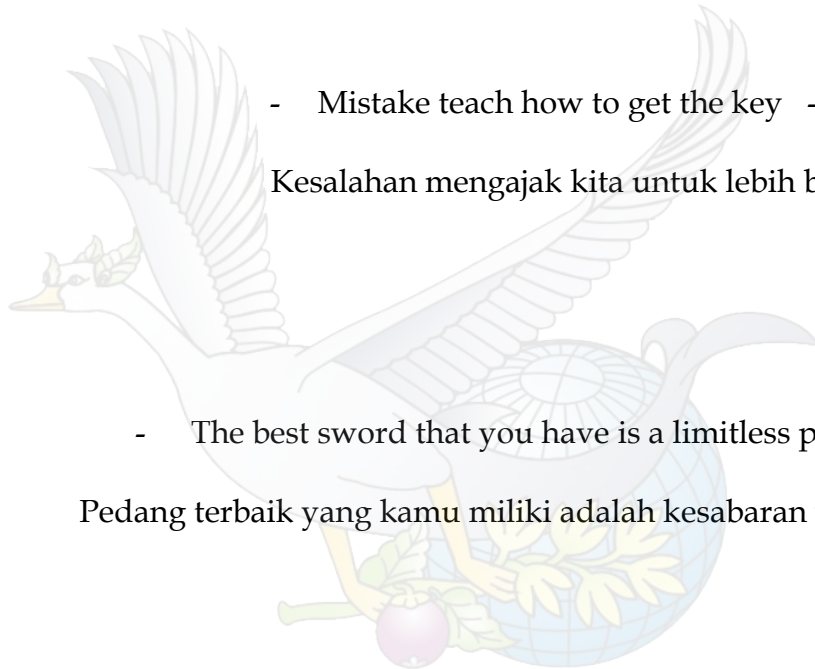 - Mistake teach how to get the key -
Kesalahan mengajak kita untuk lebih
- The best sword that you have is a limitless
Pedang terbaik yang kamu miliki adalah kesabaran